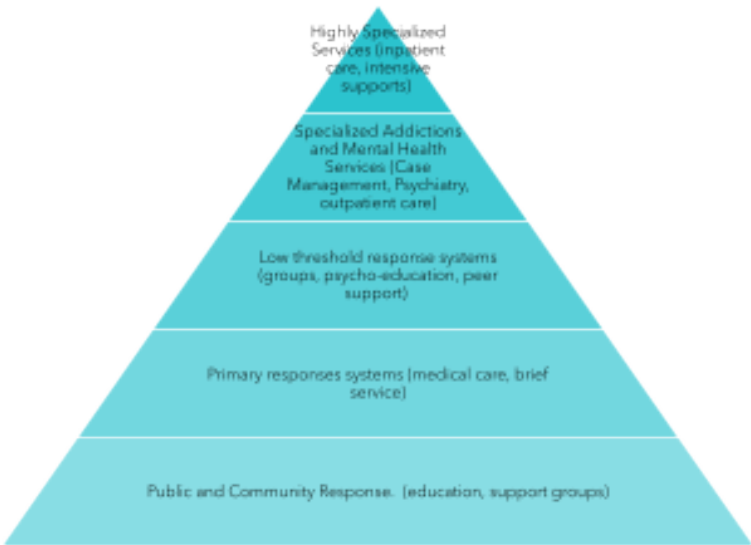 Highly Specialized
Services (inpatient
care, intensive
supports)
Specialized Addictions
and Mental Health
Services (Case
Management, Psychiatry,
outpatient care)
Low threshold response systems
(groups, psycho-education, peer
support)
Primary responses systems (medical care, brief
service)
Public and Community Response.  (education, support groups)